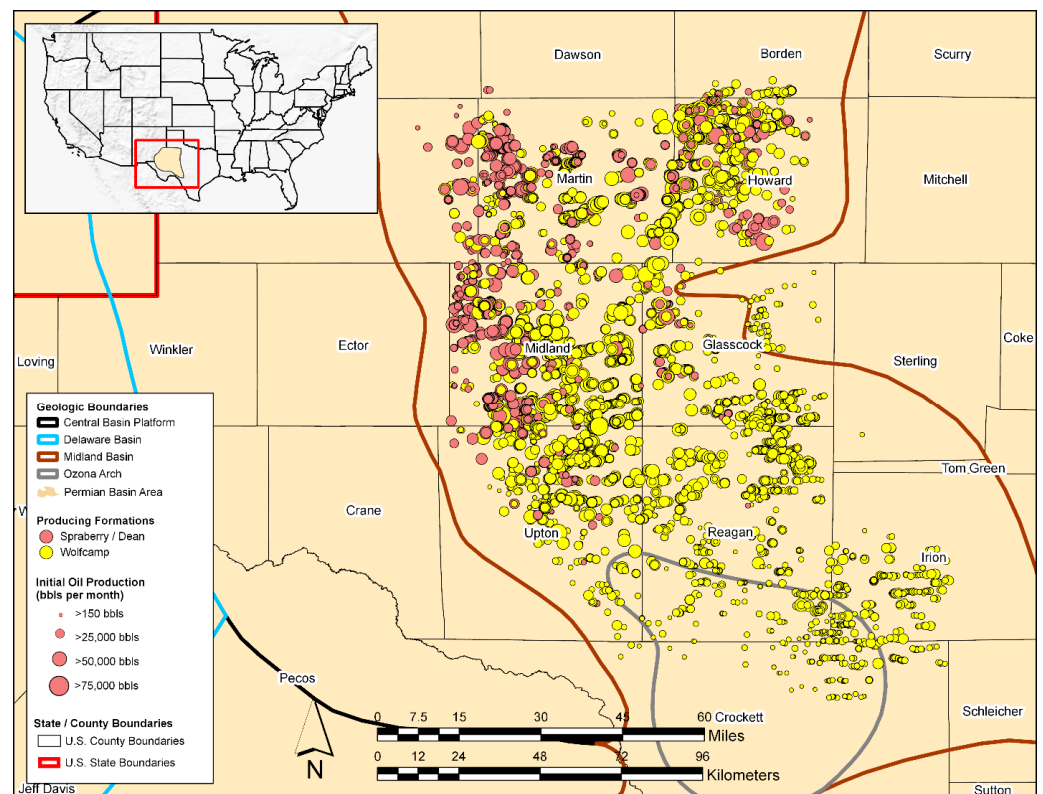 Dawson
Borden
Scurry
Martin
Howard
Mitchell
Loving
Winkler
Ector
Midland
Glasscock
Sterling
Coke
Tom Green
Crane
Upton
Reagan
Irion
Pecos
Crockett
Schleicher
Sutton
Jeff Davis
W
Geologic Boundaries
Central Basin Platform
Delaware Basin
Midland Basin
Ozona Arch
Permian Basin Area
Producing Formations
Spraberry / Dean
Wolfcamp
Initial Oil Production
(bbls per month)
>150 bbls
>25,000 bbls
>50,000 bbls
>75,000 bbls
State / County Boundaries
U.S. County Boundaries
U.S. State Boundaries
N
0 7.5 15 30 45 60
Miles
0 12 24 48 72 96
Kilometers